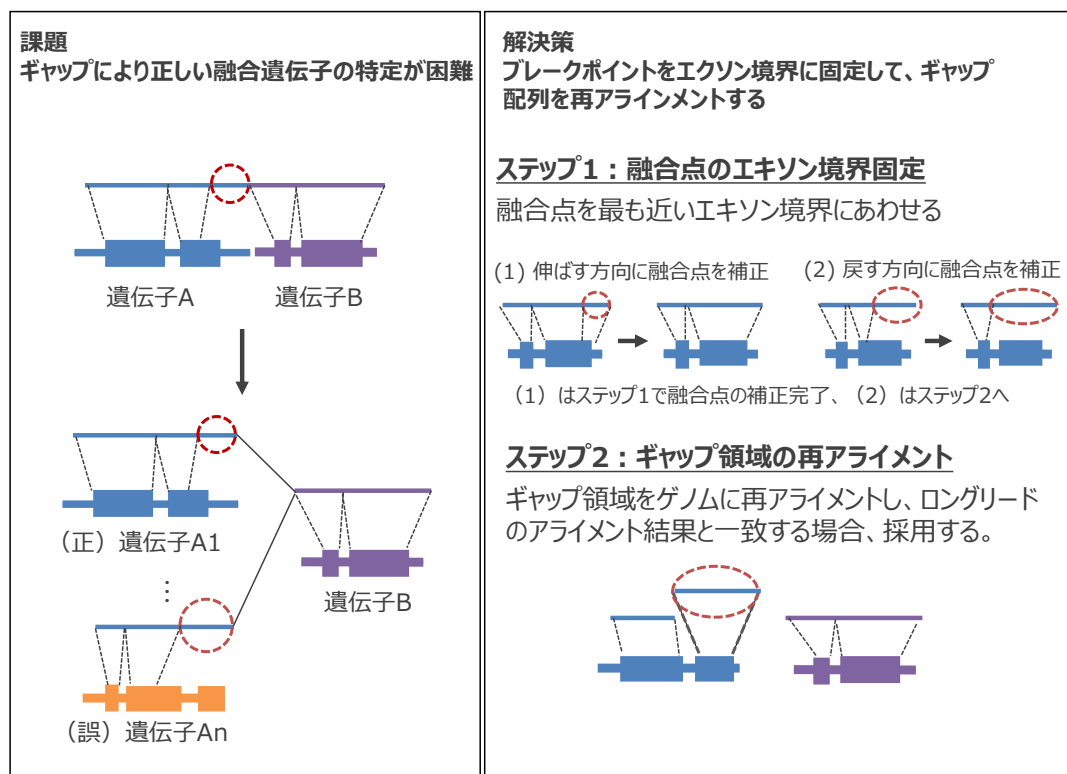 課題
ギャップにより正しい融合遺伝子の特定が困難
遺伝子A
遺伝子B
（正）遺伝子A1
⋮
遺伝子B
（誤）遺伝子An
解決策
ブレークポイントをエクソン境界に固定して、ギャップ
配列を再アラインメントする
ステップ1：融合点のエキソン境界固定
融合点を最も近いエキソン境界にあわせる
(1) 伸ばす方向に融合点を補正
(2) 戻す方向に融合点を補正
（1）はステップ1で融合点の補正完了、（2）はステップ2へ
ステップ2：ギャップ領域の再アライメント
ギャップ領域をゲノムに再アライメントし、ロングリード
のアライメント結果と一致する場合、採用する。